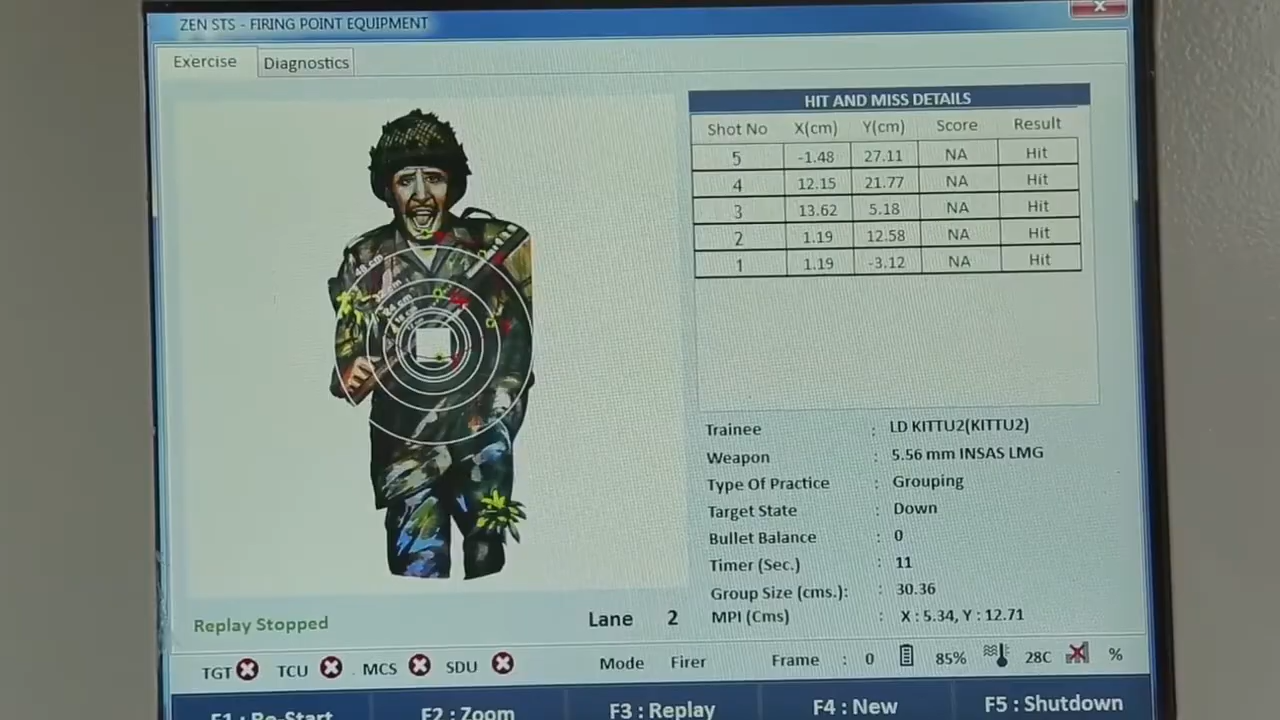 ZEN STS - FIRING POINT EQUIPMENT
Exercise Diagnostics
HIT AND MISS DETAILS
Shot No X(cm) Y(cm) Score Result
5 -1.48 27.11 NA Hit
4 12.15 21.77 NA Hit
3 13.62 5.18 NA Hit
2 1.19 12.58 NA Hit
1 1.19 -3.12 NA Hit
Trainee : LD KITTU2(KITTU2)
Weapon : 5.56 mm INSAS LMG
Type Of Practice : Grouping
Target State : Down
Bullet Balance : 0
Timer (Sec.) : 11
Group Size (cms.): : 30.36
MPI (Cms) : X : 5.34, Y : 12.71
Replay Stopped
Lane 2
TGT TCU MCS SDU Mode Firer Frame : 0 85% 28C %
F1 : Re-Start F2 : Zoom F3 : Replay F4 : New F5 : Shutdown